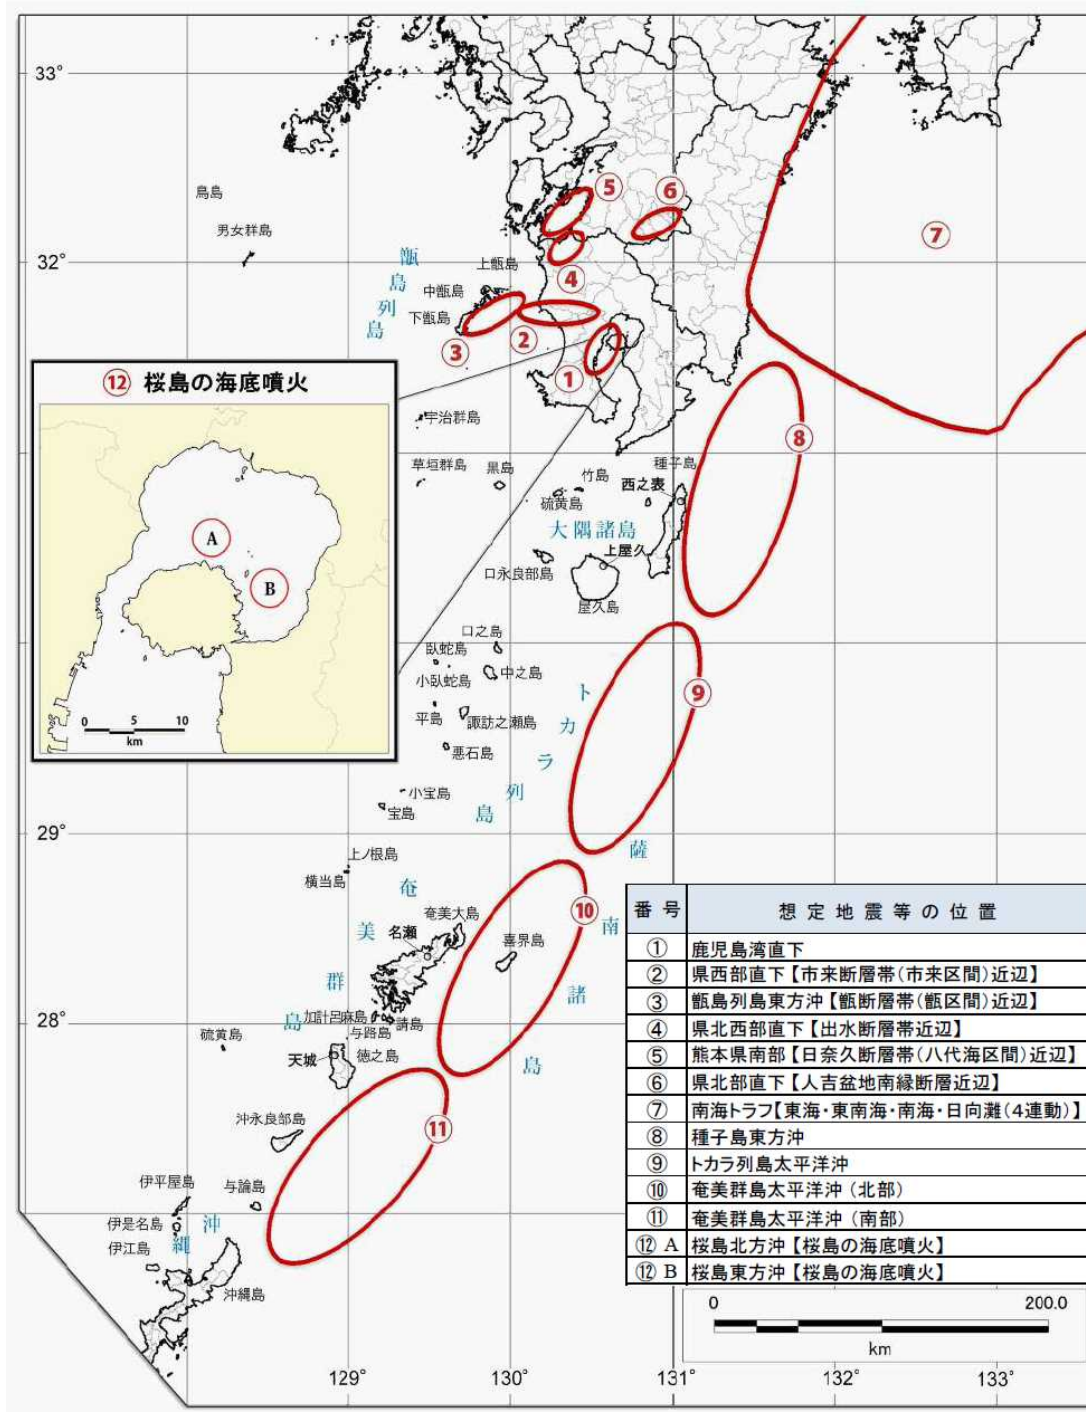 33°
⑤
⑥
鳥島
男女群島
⑦
32°
甑島列島
上甑島
④
中甑島
下甑島
②
③
①
⑫ 桜島の海底噴火
A
B
0 5 10
km
宇治群島
⑧
草垣群島
黒島
竹島
硫黄島
種子島
西之表
大隅諸島
上屋久
口永良部島
屋久島
口之島
臥蛇島
小臥蛇島
中之島
⑨
平島
諏訪之瀬島
悪石島
トカラ列島
小宝島
宝島
29°
薩南諸島
上ノ根島
横当島
奄美群島
奄美大島
名瀬
⑩
喜界島
28°
加計呂麻島
請島
与路島
硫黄島
天城
徳之島
沖永良部島
⑪
伊平屋島
与論島
伊是名島
沖縄
伊江島
沖縄島
番号 想定地震等の位置
① 鹿児島湾直下
② 県西部直下【市来断層帯(市来区間)近辺】
③ 甑島列島東方沖【甑断層帯(甑区間)近辺】
④ 県北西部直下【出水断層帯近辺】
⑤ 熊本県南部【日奈久断層帯(八代海区間)近辺】
⑥ 県北部直下【人吉盆地南縁断層近辺】
⑦ 南海トラフ【東海・東南海・南海・日向灘(4連動)】
⑧ 種子島東方沖
⑨ トカラ列島太平洋沖
⑩ 奄美群島太平洋沖(北部)
⑪ 奄美群島太平洋沖(南部)
⑫ A 桜島北方沖【桜島の海底噴火】
⑫ B 桜島東方沖【桜島の海底噴火】
0 200.0
km
129° 130° 131° 132° 133°